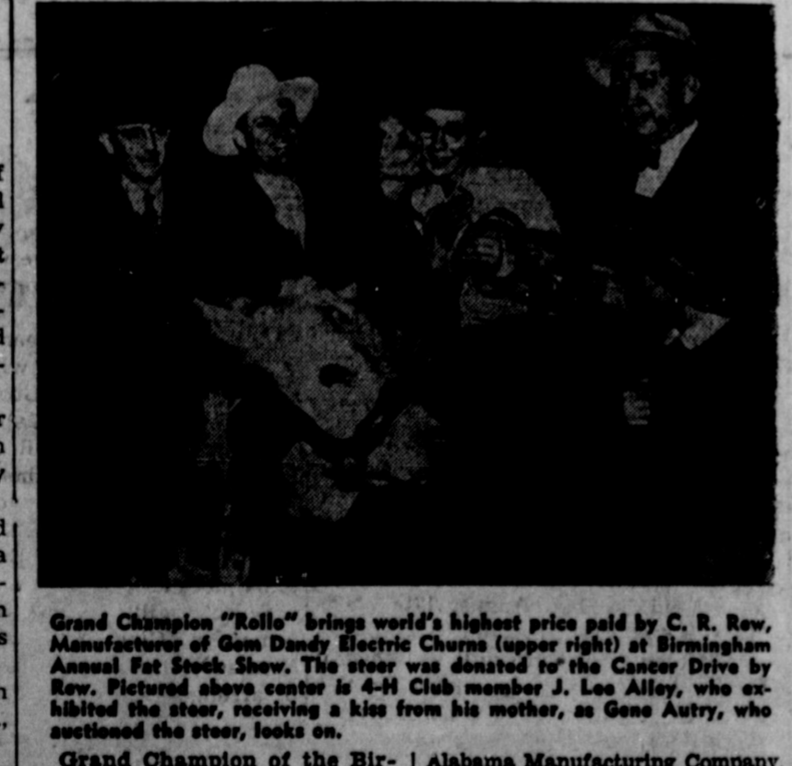 Grand Champion "Rollo" brings world's highest price paid by C. R. Rew,
Manufacturer of Gem Dandy Electric Churns (upper right) at Birmingham
Annual Fat Stock Show. The steer was donated to the Cancer Drive by
Rew. Pictured above center is 4-H Club member J. Lee Alley, who ex-
hibited the steer, receiving a kiss from his mother, as Gene Autry, who
auctioned the steer, looks on.
Grand Champion of the Bir- | Alabama Manufacturing Company